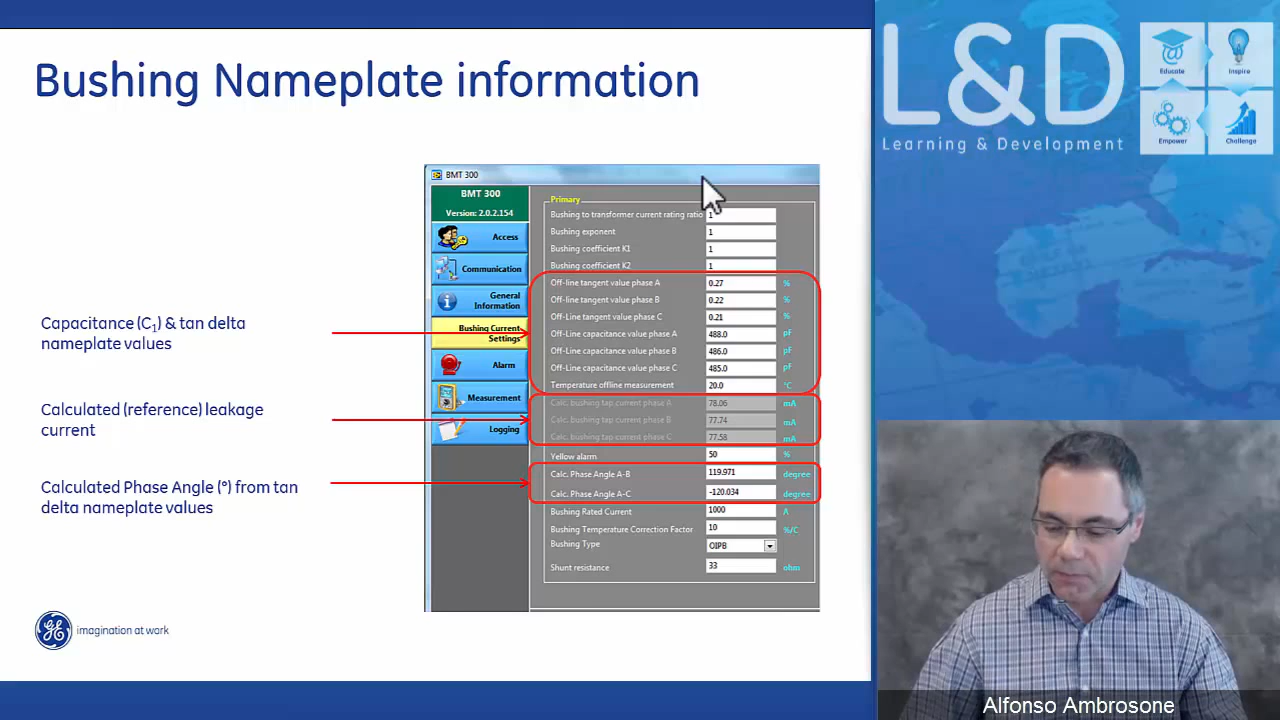 Bushing Nameplate information
L&D
Learning & Development
Educate
Inspire
Empower
Challenge
BMT 300
BMT 300
Version: 2.0.2.154
Access
Communication
General
Information
Bushing Current
Settings
Alarm
Measurement
Logging
Primary
Bushing to transformer current rating ratio 1
Bushing exponent 1
Bushing coefficient K1 1
Bushing coefficient K2 1
Off-line tangent value phase A 0.27 %
Off-line tangent value phase B 0.22 %
Off-Line tangent value phase C 0.21 %
Off-Line capacitance value phase A 488.0 pF
Off-Line capacitance value phase B 486.0 pF
Off-Line capacitance value phase C 485.0 pF
Temperature offline measurement 20.0 °C
Calc. bushing tap current phase A 78.06 mA
Calc. bushing tap current phase B 77.74 mA
Calc. bushing tap current phase C 77.58 mA
Yellow alarm 50 %
Calc. Phase Angle A-B 119.971 degree
Calc. Phase Angle A-C -120.034 degree
Bushing Rated Current 1000 A
Bushing Temperature Correction Factor 10 %/C
Bushing Type OIPB
Shunt resistance 33 ohm
Capacitance (C₁) & tan delta
nameplate values
Calculated (reference) leakage
current
Calculated Phase Angle (°) from tan
delta nameplate values
imagination at work
Alfonso Ambrosone